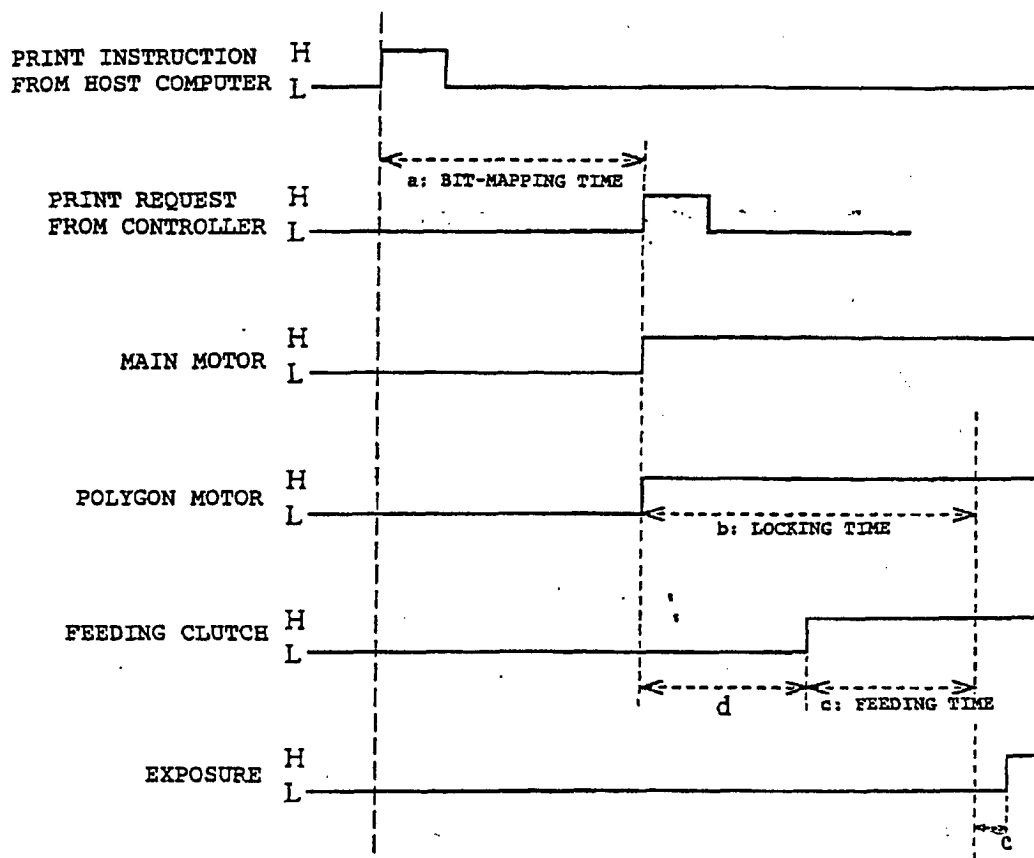 PRINT INSTRUCTION
FROM HOST COMPUTER
H
L
a: BIT-MAPPING TIME
PRINT REQUEST
FROM CONTROLLER
H
L
MAIN MOTOR
H
L
POLYGON MOTOR
H
L
b: LOCKING TIME
FEEDING CLUTCH
H
L
d
c: FEEDING TIME
EXPOSURE
H
L
C